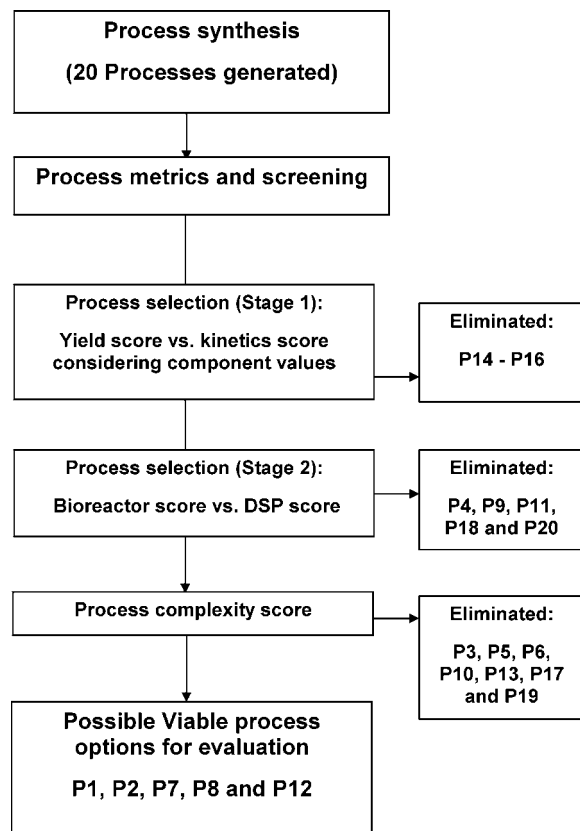 Process synthesis
(20 Processes generated)
Process metrics and screening
Process selection (Stage 1):
Yield score vs. kinetics score
considering component values
Eliminated:
P14 - P16
Process selection (Stage 2):
Bioreactor score vs. DSP score
Eliminated:
P4, P9, P11,
P18 and P20
Process complexity score
Eliminated:
P3, P5, P6,
P10, P13, P17
and P19
Possible Viable process
options for evaluation
P1, P2, P7, P8 and P12